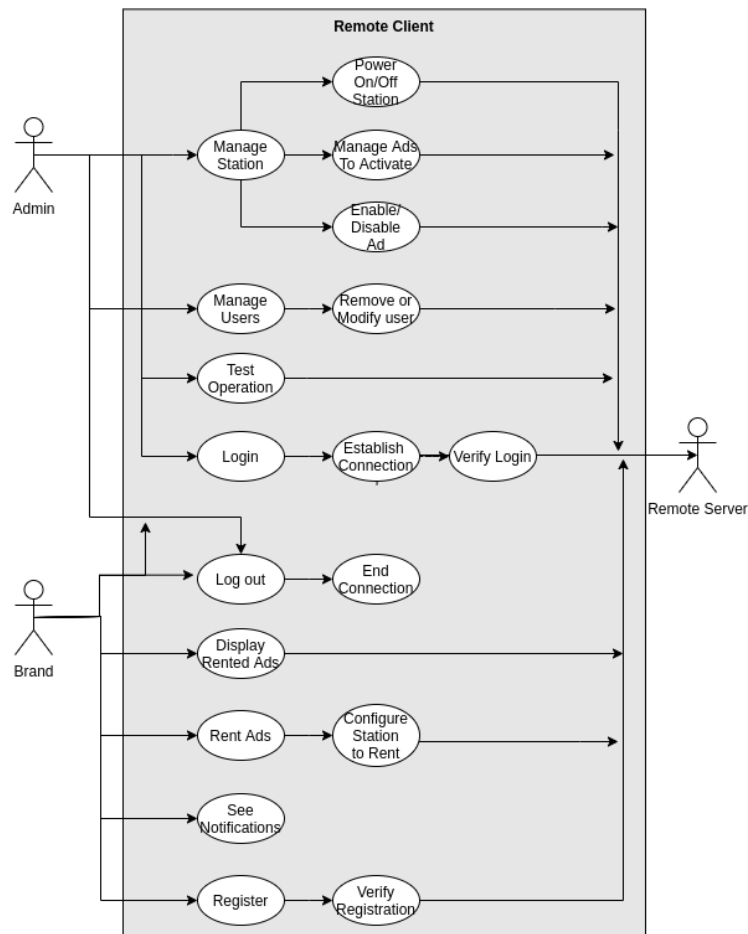 Remote Client
Power
On/Off
Station
Manage
Station
Manage Ads
To Activate
Admin
Enable/
Disable
Ad
Manage
Users
Remove or
Modify user
Test
Operation
Login
Establish
Connection
Verify Login
Remote Server
Log out
End
Connection
Brand
Display
Rented Ads
Rent Ads
Configure
Station
to Rent
See
Notifications
Register
Verify
Registration